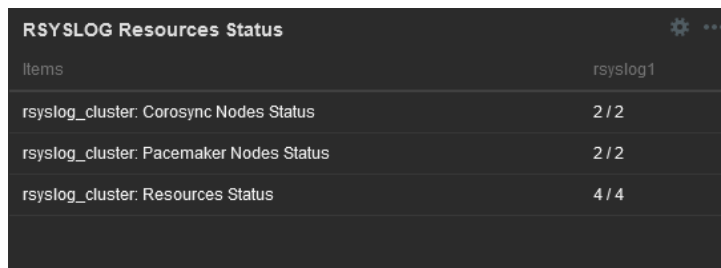 RSYSLOG Resources Status
Items rsyslog1
rsyslog_cluster: Corosync Nodes Status 2 / 2
rsyslog_cluster: Pacemaker Nodes Status 2 / 2
rsyslog_cluster: Resources Status 4 / 4